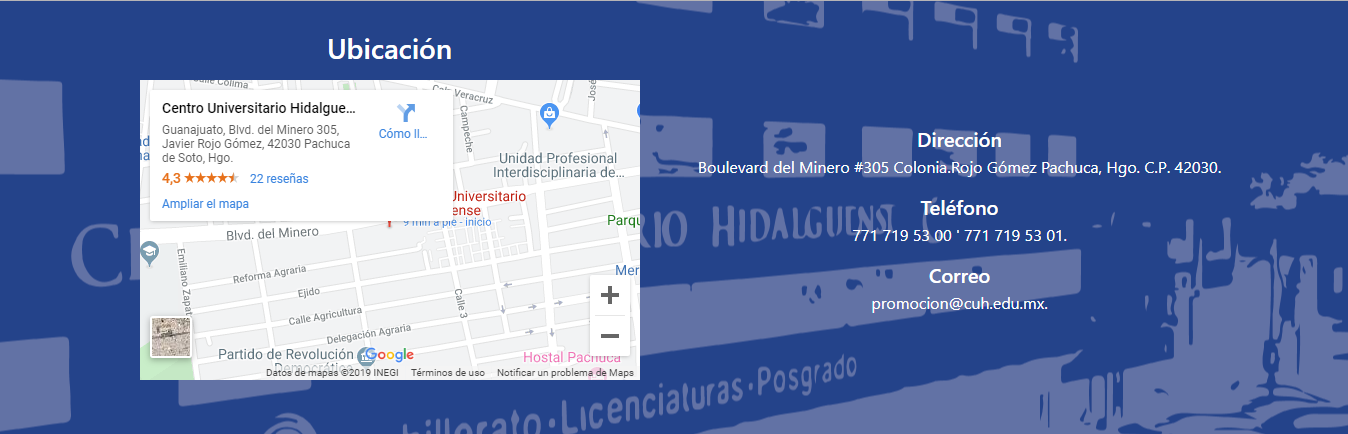 Ubicación
Calle Colima
Calle Veracruz
José
Centro Universitario Hidalgue...
Cómo ll...
Guanajuato, Blvd. del Minero 305,
Javier Rojo Gómez, 42030 Pachuca
de Soto, Hgo.
4,3
22 reseñas
Ampliar el mapa
Campeche
Unidad Profesional
Interdisciplinaria de...
Universitario
ense
9 min a pie - inicio
Parqu
Blvd. del Minero
Emiliano Zapat
Reforma Agraria
Ejido
Calle Agricultura
Calle 3
Delegación Agraria
Mer
+
−
Partido de Revolución
Democrática
Google
Hostal Pachuca
Datos de mapas ©2019 INEGI
Términos de uso
Notificar un problema de Maps
Dirección
Boulevard del Minero #305 Colonia.Rojo Gómez Pachuca, Hgo. C.P. 42030.
Teléfono
771 719 53 00 ' 771 719 53 01.
Correo
promocion@cuh.edu.mx.
RIO HIDALGUENSE
hillerato · Licenciaturas · Posgrado